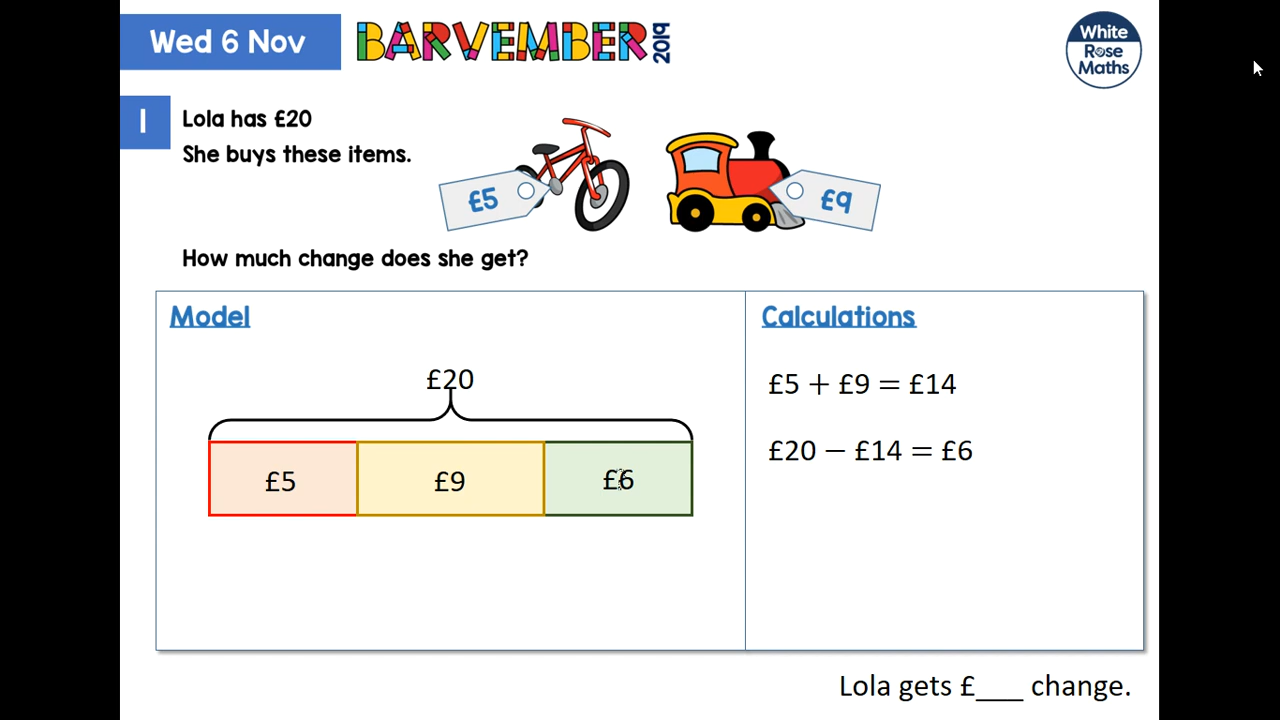 Wed 6 Nov
BARVEMBER 2019
White
Rose
Maths
1
Lola has £20
She buys these items.
£5
£9
How much change does she get?
Model
£20
£5
£9
£6
Calculations
£5 + £9 = £14
£20 − £14 = £6
Lola gets £___ change.